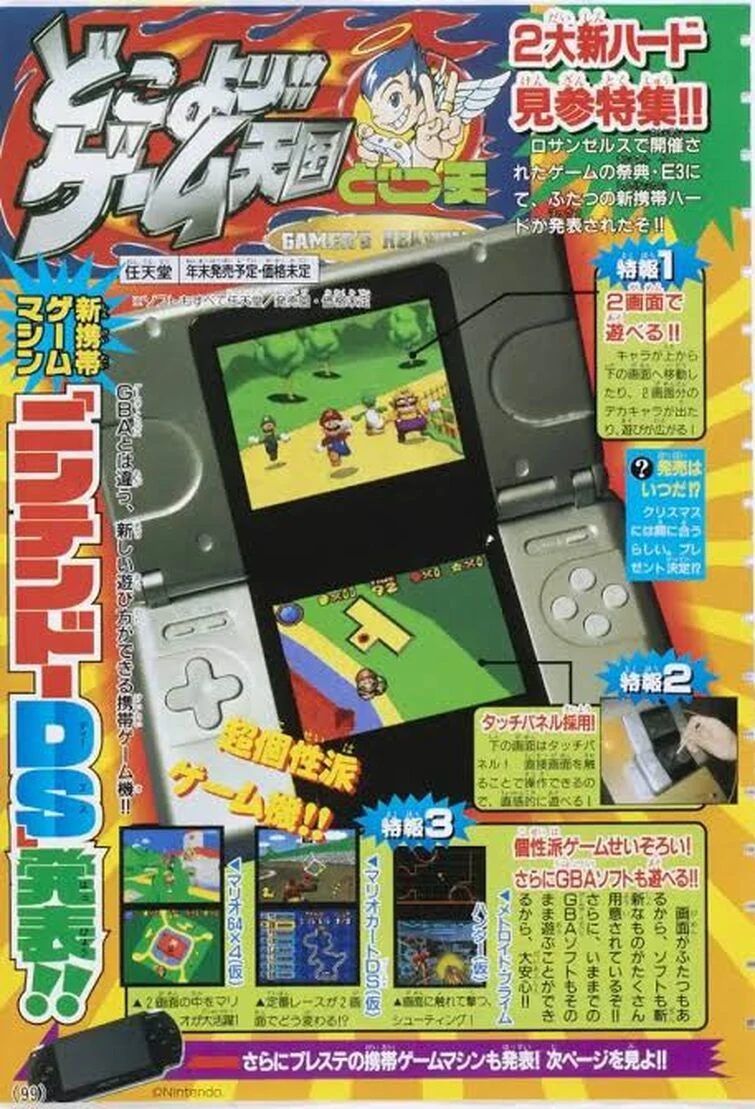 どこよりゲーム天国!!
どこ天
GAMER'S HEAVEN
2大新ハード
見参特集!!
ロサンゼルスで開催さ
れたゲームの祭典・E3に
て、ふたつの新携帯ハー
ドが発表されたぞ!!
任天堂 年末発売予定・価格未定
※ソフトもすべて任天堂/発売日・価格未定
新携帯
ゲーム
マシン
「ニンテンドーDS」発表!!
GBAとは違う、新しい遊び方ができる携帯ゲーム機!!
特報1
2画面で
遊べる!!
キャラが上から
下の画面へ移動し
たり、2画面分の
デカキャラが出た
り、遊びが広がる!
?発売は
いつだ!?
クリスマス
には間に合う
らしい。プレ
ゼント決定!?
特報2
タッチパネル採用!
下の画面はタッチパ
ネル! 直接画面を触
ることで操作できるの
で、直感的に遊べる!
超個性派
ゲーム機!!
特報3
個性派ゲームせいぞろい!
さらにGBAソフトも遊べる!!
画面がふたつもあ
るから、ソフトも斬
新なものがたくさん
用意されているぞ!!
さらに、いままでの
GBAソフトもその
まま遊ぶことができ
るから、大安心!!
◀マリオ64×4(仮)
▲2画面の中をマリ
オが大活躍!
◀マリオカートDS(仮)
▲定番レースが2画
面でどう変わる!?
◀メトロイド・プライム
ハンター(仮)
▲画面に触れて撃つ、
シューティング!
さらにプレステの携帯ゲームマシンも発表! 次ページを見よ!!
(99)
©Nintendo